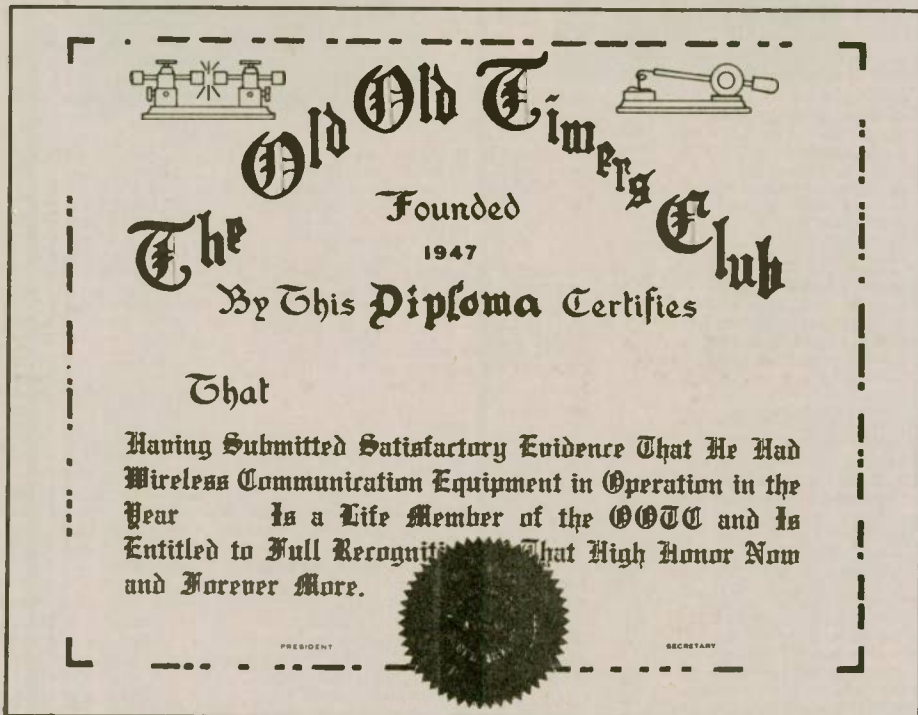 The Old Old Timers Club
Founded
1947
By This Diploma Certifies
That
Having Submitted Satisfactory Evidence That He Had
Wireless Communication Equipment in Operation in the
Year Is a Life Member of the OOTC and Is
Entitled to Full That High Honor Now
and Forever More.
PRESIDENT SECRETARY